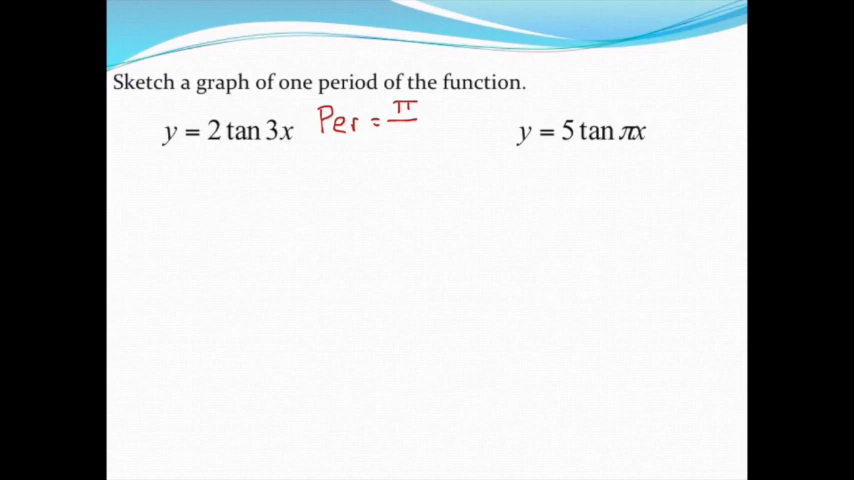 Sketch a graph of one period of the function.
y = 2 tan 3x Per = π/ y = 5 tan πx